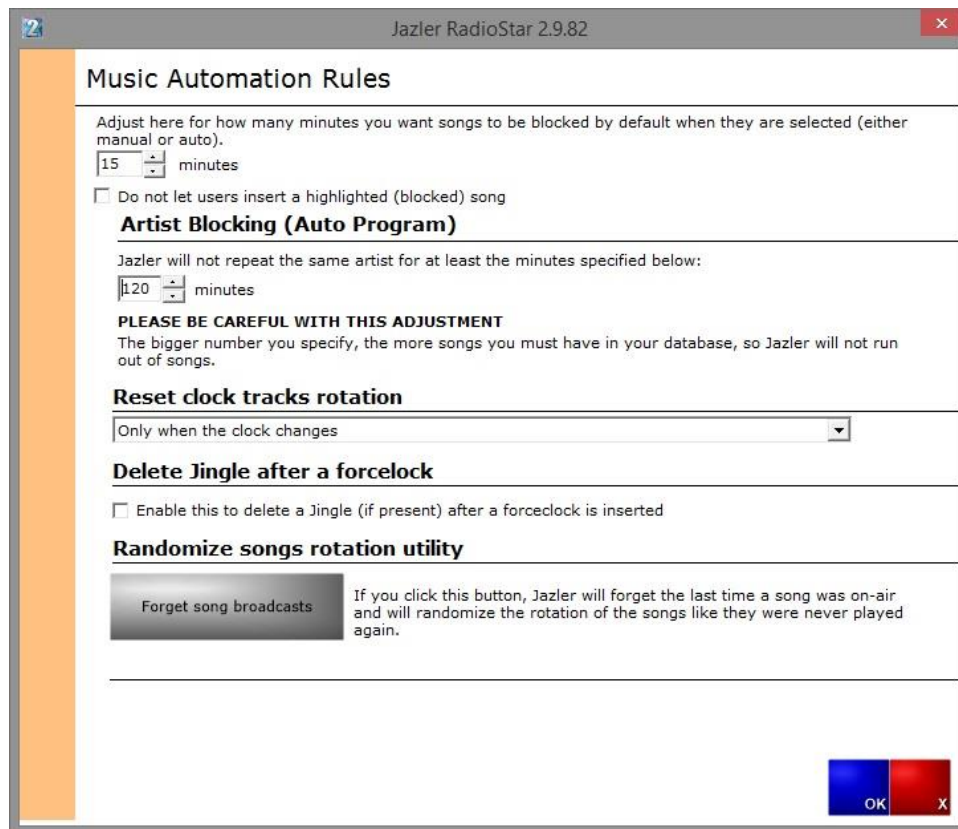 Jazler RadioStar 2.9.82
x
Music Automation Rules
Adjust here for how many minutes you want songs to be blocked by default when they are selected (either
manual or auto).
15 minutes
Do not let users insert a highlighted (blocked) song
Artist Blocking (Auto Program)
Jazler will not repeat the same artist for at least the minutes specified below:
120 minutes
PLEASE BE CAREFUL WITH THIS ADJUSTMENT
The bigger number you specify, the more songs you must have in your database, so Jazler will not run
out of songs.
Reset clock tracks rotation
Only when the clock changes
Delete Jingle after a forcelock
Enable this to delete a Jingle (if present) after a forceclock is inserted
Randomize songs rotation utility
Forget song broadcasts
If you click this button, Jazler will forget the last time a song was on-air
and will randomize the rotation of the songs like they were never played
again.
OK X